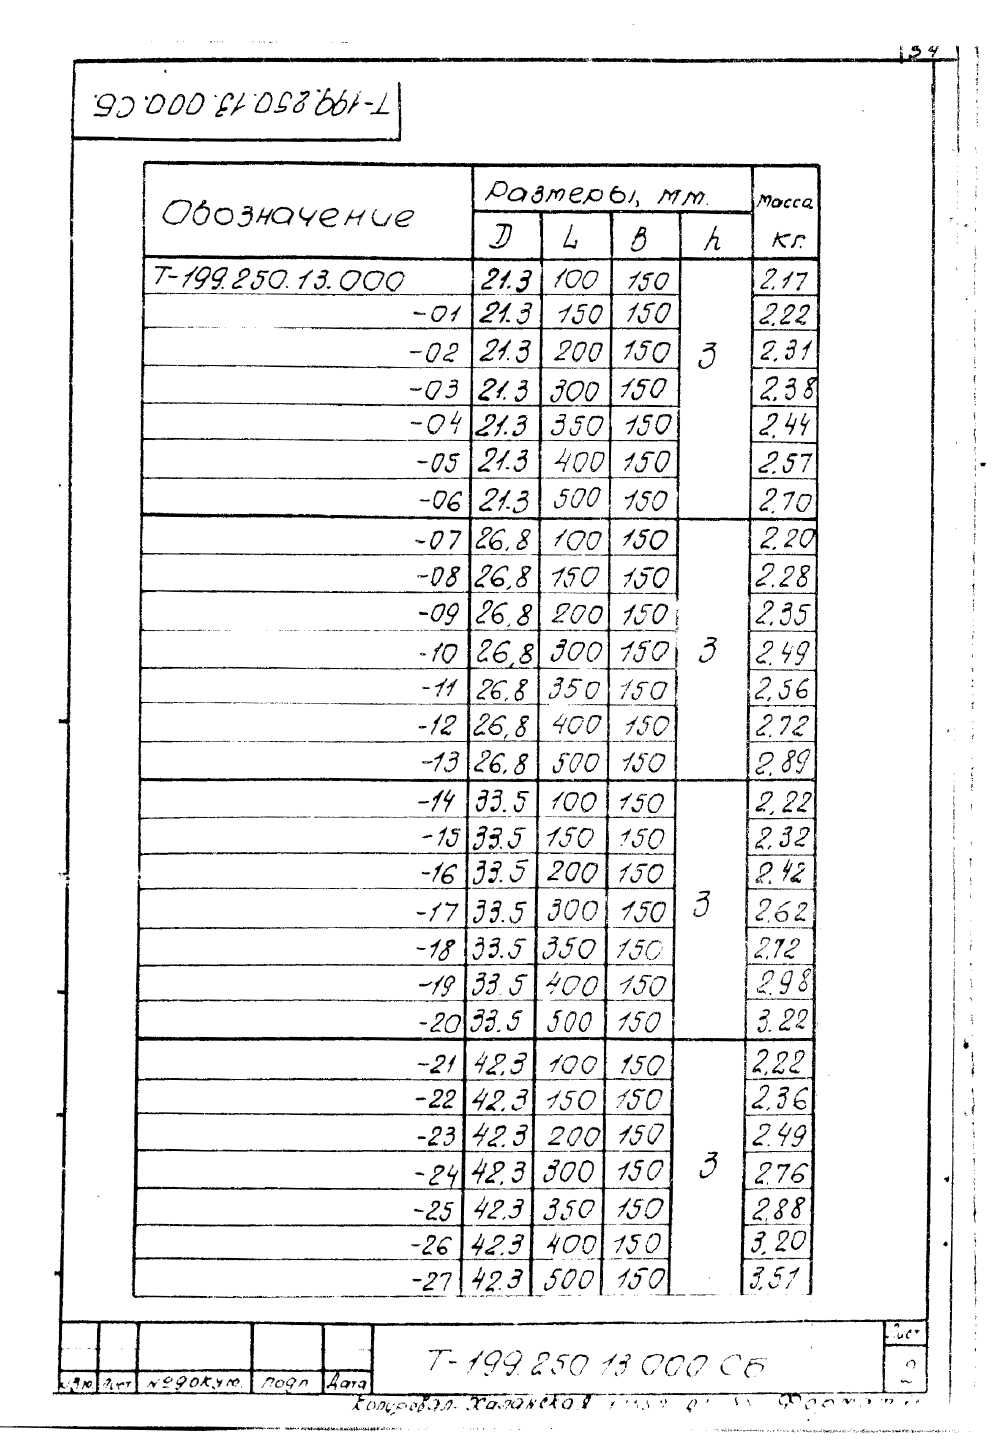 34
Т-199.250.13.000.СБ.
Обозначение Размеры, мм. Масса кг.
D L B h
Т-199.250.13.000 21.3 100 150 2.17
-01 21.3 150 150 2.22
-02 21.3 200 150 3 2.31
-03 21.3 300 150 2.38
-04 21.3 350 150 2.44
-05 21.3 400 150 2.57
-06 21.3 500 150 2.70
-07 26,8 100 150 2.20
-08 26,8 150 150 2.28
-09 26,8 200 150 2.35
-10 26,8 300 150 3 2.49
-11 26.8 350 150 2.56
-12 26,8 400 150 2.72
-13 26.8 500 150 2.89
-14 33.5 100 150 2.22
-15 33.5 150 150 2.32
-16 33.5 200 150 2.42
-17 33.5 300 150 3 2.62
-18 33.5 350 150 2.72
-19 33.5 400 150 2.98
-20 33.5 500 150 3.22
-21 42.3 100 150 2.22
-22 42.3 150 150 2.36
-23 42.3 200 150 2.49
-24 42.3 300 150 3 2.76
-25 42.3 350 150 2.88
-26 42.3 400 150 3.20
-27 42.3 500 150 3.51
Т-199.250.13.000 СБ
Лист
2
Изм Лист № докум. Подп Дата
Копировал- Халанская Формат